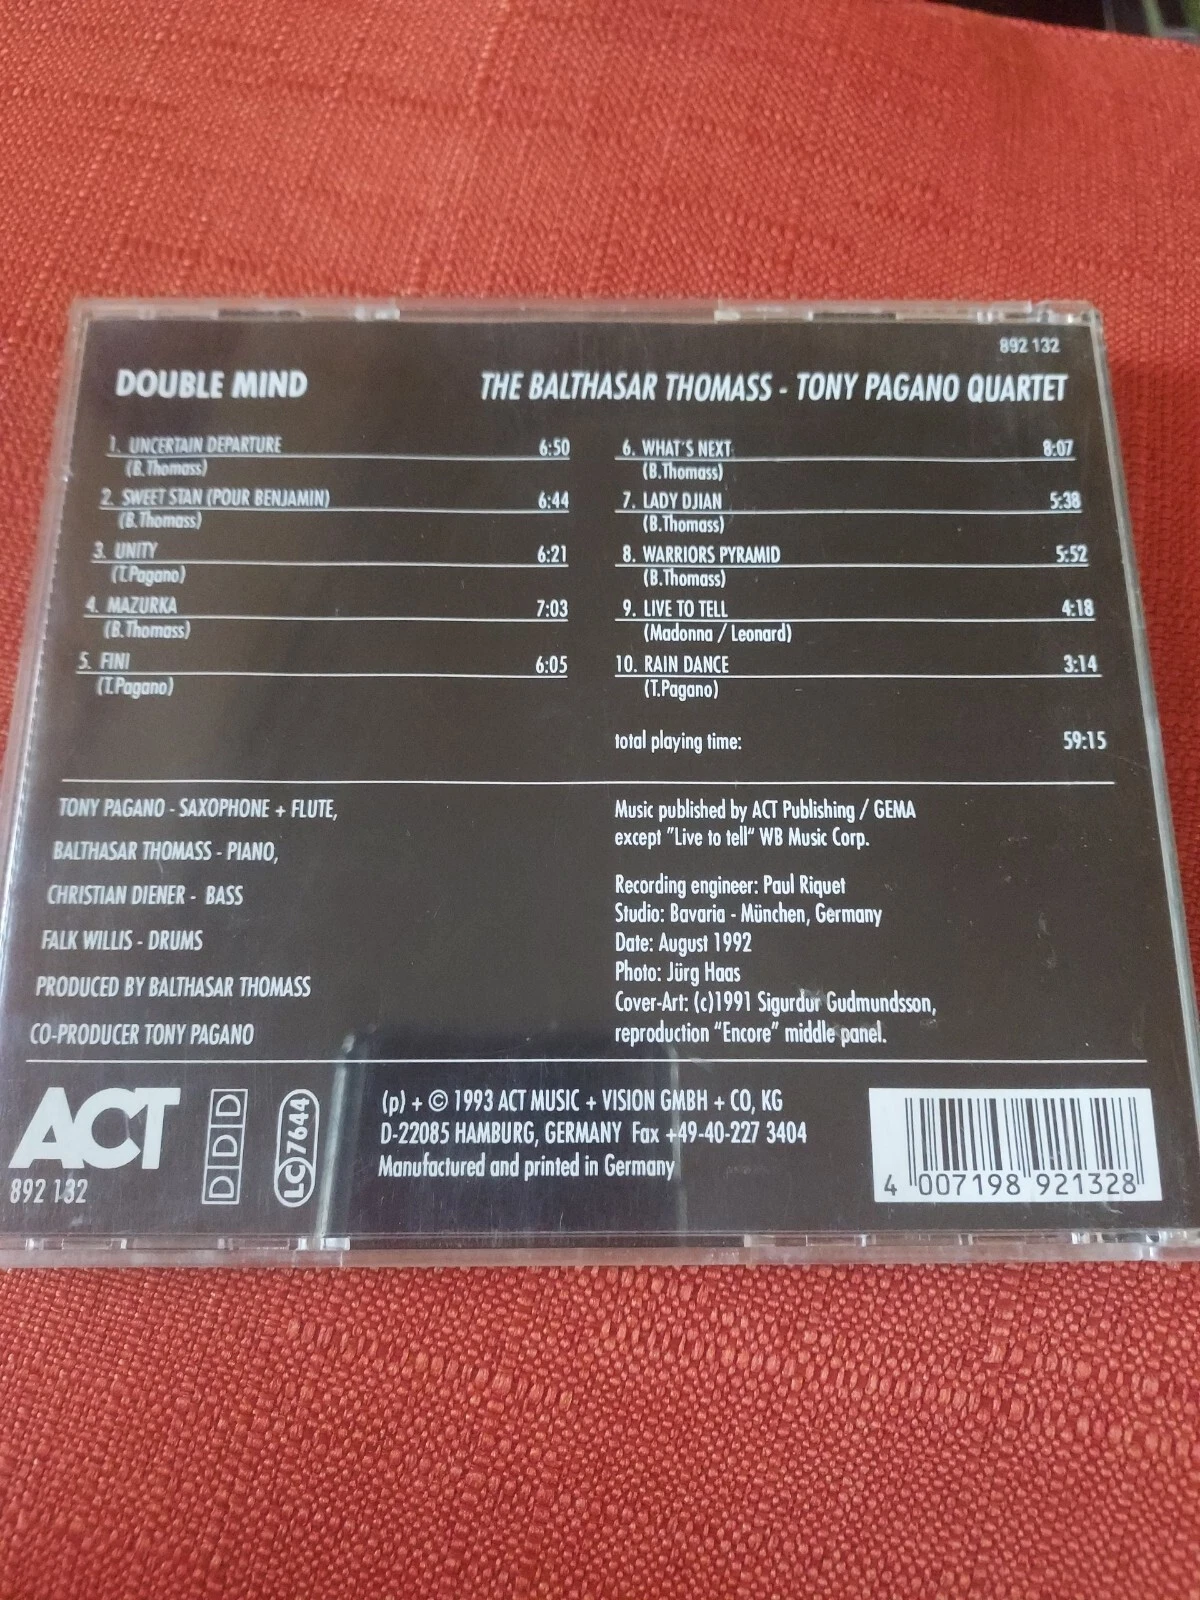 892 132
DOUBLE MIND
THE BALTHASAR THOMASS - TONY PAGANO QUARTET
1. UNCERTAIN DEPARTURE 6:50
(B.Thomass)
2. SWEET STAN (POUR BENJAMIN) 6:44
(B.Thomass)
3. UNITY 6:21
(T.Pagano)
4. MAZURKA 7:03
(B.Thomass)
5. FINI 6:05
(T.Pagano)
6. WHAT'S NEXT 8:07
(B.Thomass)
7. LADY DJIAN 5:38
(B.Thomass)
8. WARRIORS PYRAMID 5:52
(B.Thomass)
9. LIVE TO TELL 4:18
(Madonna / Leonard)
10. RAIN DANCE 3:14
(T.Pagano)
total playing time: 59:15
TONY PAGANO - SAXOPHONE + FLUTE,
BALTHASAR THOMASS - PIANO,
CHRISTIAN DIENER - BASS
FALK WILLIS - DRUMS
PRODUCED BY BALTHASAR THOMASS
CO-PRODUCER TONY PAGANO
Music published by ACT Publishing / GEMA
except "Live to tell" WB Music Corp.
Recording engineer: Paul Riquet
Studio: Bavaria - München, Germany
Date: August 1992
Photo: Jürg Haas
Cover-Art: (c)1991 Sigurdur Gudmundsson,
reproduction "Encore" middle panel.
ACT
892 132
DDD
LC 7644
(p) + © 1993 ACT MUSIC + VISION GMBH + CO, KG
D-22085 HAMBURG, GERMANY Fax +49-40-227 3404
Manufactured and printed in Germany
4 007198 921328